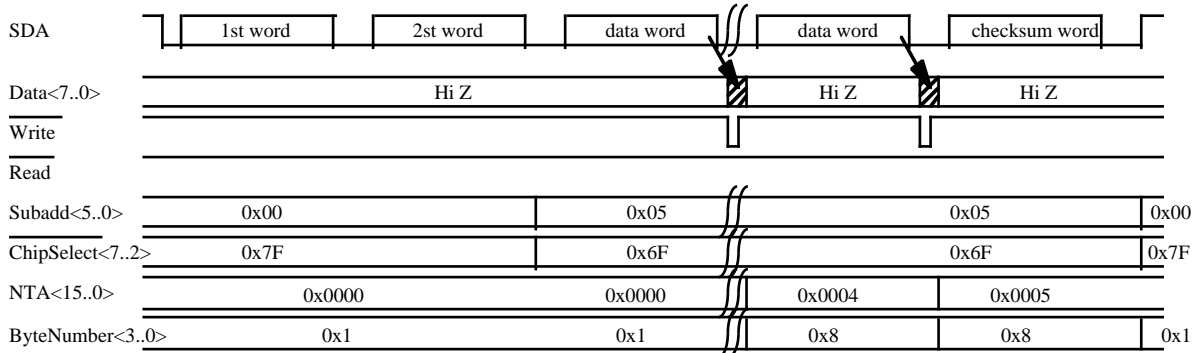 SDA 1st word 2st word data word data word checksum word
Data<7..0> Hi Z Hi Z Hi Z
Write
Read
Subadd<5..0> 0x00 0x05 0x05 0x00
ChipSelect<7..2> 0x7F 0x6F 0x6F 0x7F
NTA<15..0> 0x0000 0x0000 0x0004 0x0005
ByteNumber<3..0> 0x1 0x1 0x8 0x8 0x1